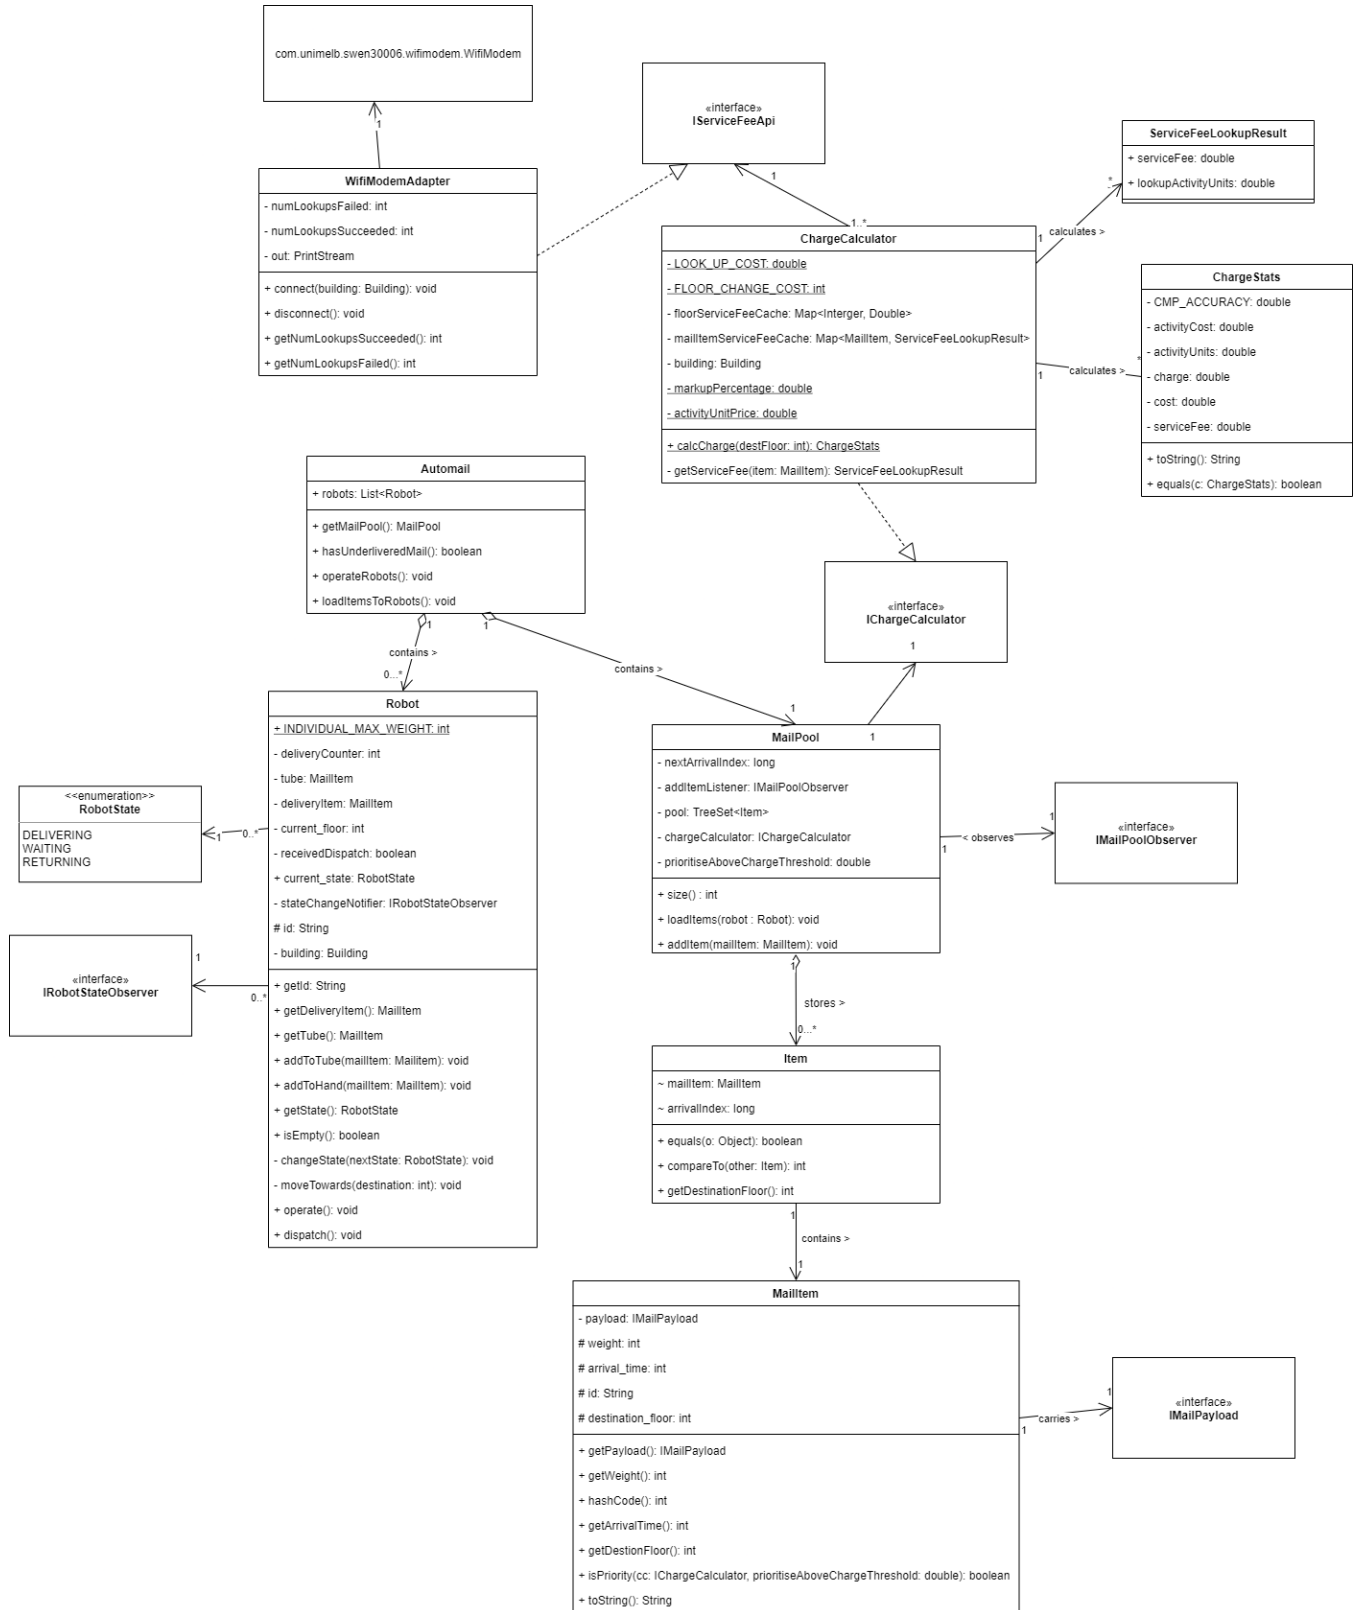 com.unimelb.swen30006.wifimodem.WifiModem
1
«interface»
IServiceFeeApi
1
1..*
ServiceFeeLookupResult
+ serviceFee: double
+ lookupActivityUnits: double
*
calculates >
1
WifiModemAdapter
- numLookupsFailed: int
- numLookupsSucceeded: int
- out: PrintStream
+ connect(building: Building): void
+ disconnect(): void
+ getNumLookupsSucceeded(): int
+ getNumLookupsFailed(): int
ChargeCalculator
- LOOK_UP_COST: double
- FLOOR_CHANGE_COST: int
- floorServiceFeeCache: Map<Interger, Double>
- mailItemServiceFeeCache: Map<MailItem, ServiceFeeLookupResult>
- building: Building
- markupPercentage: double
- activityUnitPrice: double
+ calcCharge(destFloor: int): ChargeStats
- getServiceFee(item: MailItem): ServiceFeeLookupResult
*
calculates >
1
ChargeStats
- CMP_ACCURACY: double
- activityCost: double
- activityUnits: double
- charge: double
- cost: double
- serviceFee: double
+ toString(): String
+ equals(c: ChargeStats): boolean
Automail
+ robots: List<Robot>
+ getMailPool(): MailPool
+ hasUnderliveredMail(): boolean
+ operateRobots(): void
+ loadItemsToRobots(): void
1
contains >
0...*
1
contains >
1
«interface»
IChargeCalculator
1
1
Robot
+ INDIVIDUAL_MAX_WEIGHT: int
- deliveryCounter: int
- tube: MailItem
- deliveryItem: MailItem
- current_floor: int
- receivedDispatch: boolean
+ current_state: RobotState
- stateChangeNotifier: IRobotStateObserver
# id: String
- building: Building
+ getId: String
+ getDeliveryItem(): MailItem
+ getTube(): MailItem
+ addToTube(mailItem: Mailitem): void
+ addToHand(mailItem: MailItem): void
+ getState(): RobotState
+ isEmpty(): boolean
- changeState(nextState: RobotState): void
- moveTowards(destination: int): void
+ operate(): void
+ dispatch(): void
<<enumeration>>
RobotState
DELIVERING
WAITING
RETURNING
1
0..*
«interface»
IRobotStateObserver
1
0..*
MailPool
- nextArrivalIndex: long
- addItemListener: IMailPoolObserver
- pool: TreeSet<Item>
- chargeCalculator: IChargeCalculator
- prioritiseAboveChargeThreshold: double
+ size() : int
+ loadItems(robot : Robot): void
+ addItem(mailItem: MailItem): void
1
< observes
1
«interface»
IMailPoolObserver
1
stores >
0...*
Item
~ mailItem: MailItem
~ arrivalIndex: long
+ equals(o: Object): boolean
+ compareTo(other: Item): int
+ getDestinationFloor(): int
1
contains >
1
MailItem
- payload: IMailPayload
# weight: int
# arrival_time: int
# id: String
# destination_floor: int
+ getPayload(): IMailPayload
+ getWeight(): int
+ hashCode(): int
+ getArrivalTime(): int
+ getDestionFloor(): int
+ isPriority(cc: IChargeCalculator, prioritiseAboveChargeThreshold: double): boolean
+ toString(): String
1
carries >
1
«interface»
IMailPayload